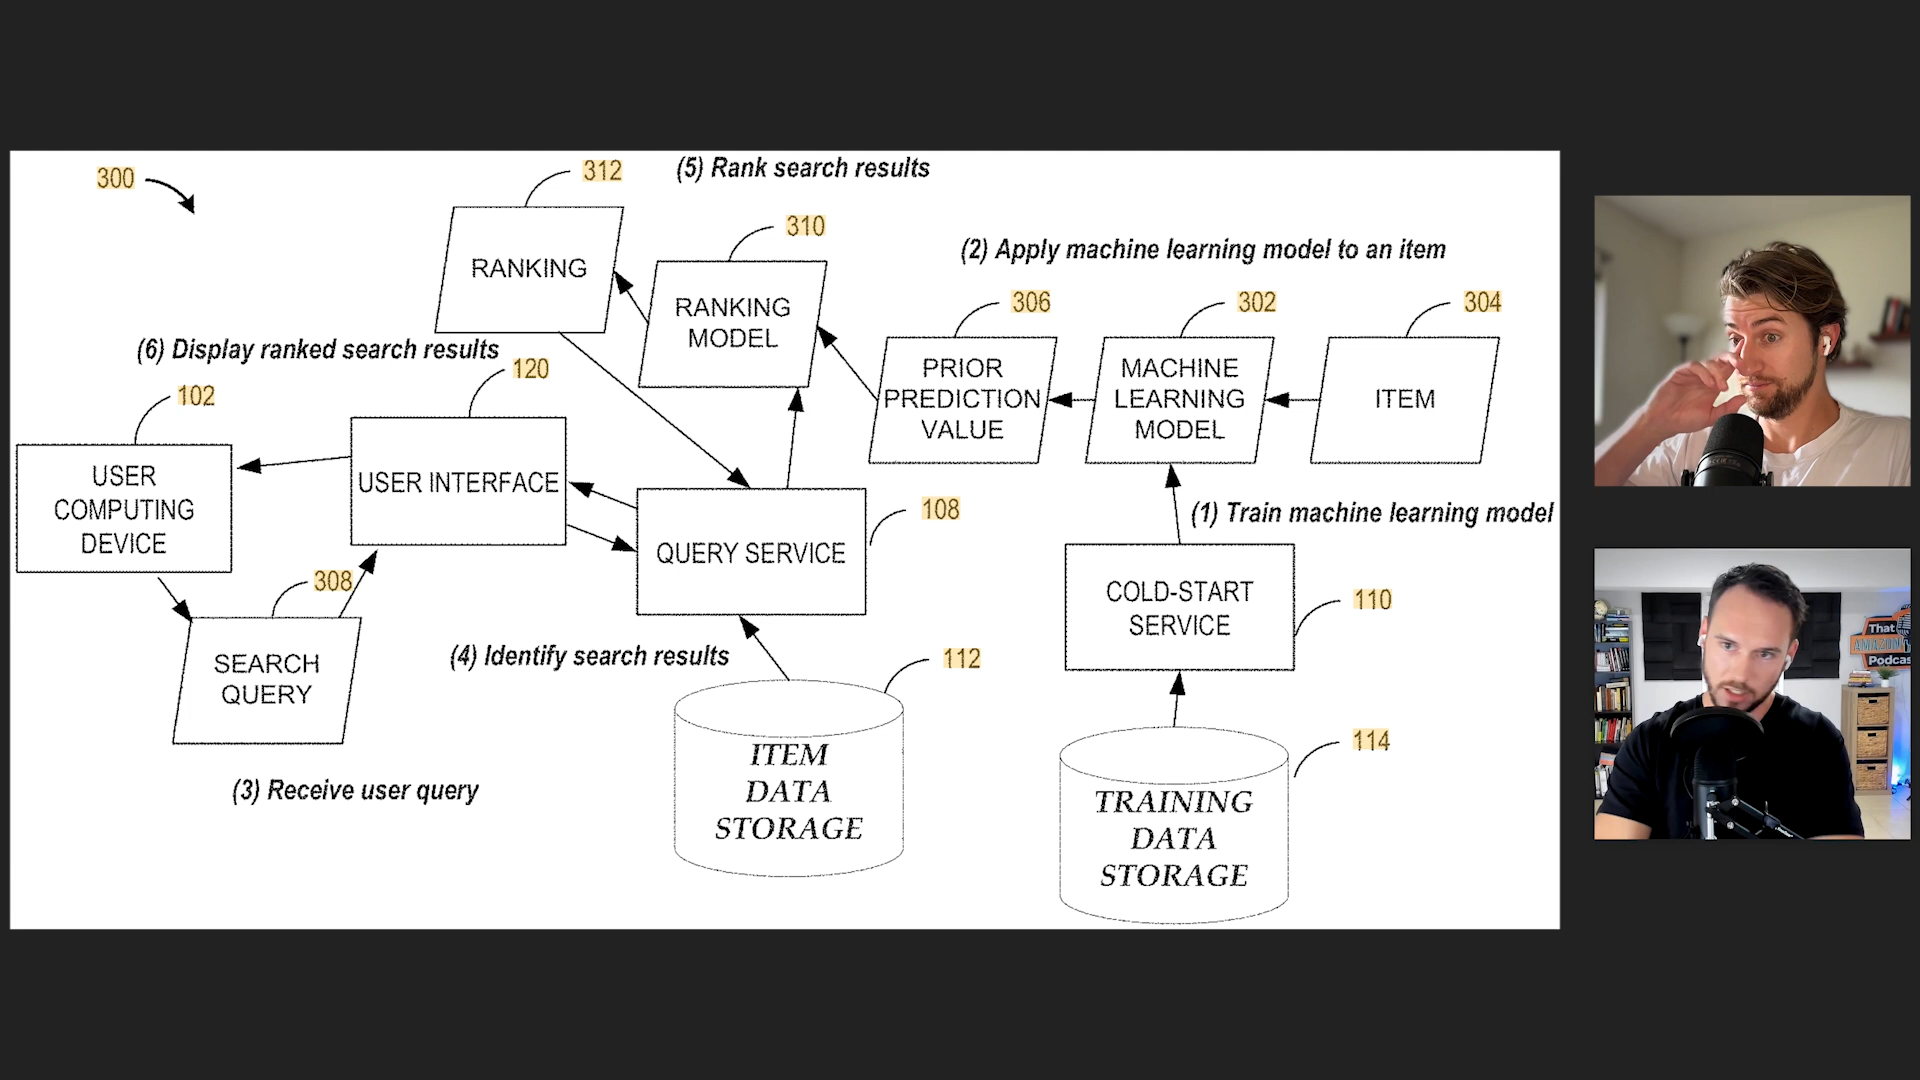 300
312
(5) Rank search results
310
RANKING
(2) Apply machine learning model to an item
RANKING
MODEL
306
302
304
(6) Display ranked search results
120
102
PRIOR
PREDICTION
VALUE
MACHINE
LEARNING
MODEL
ITEM
USER
COMPUTING
DEVICE
USER INTERFACE
108
(1) Train machine learning model
QUERY SERVICE
308
COLD-START
SERVICE
110
SEARCH
QUERY
(4) Identify search results
112
(3) Receive user query
ITEM
DATA
STORAGE
114
TRAINING
DATA
STORAGE
That
AMAZON
Podcas